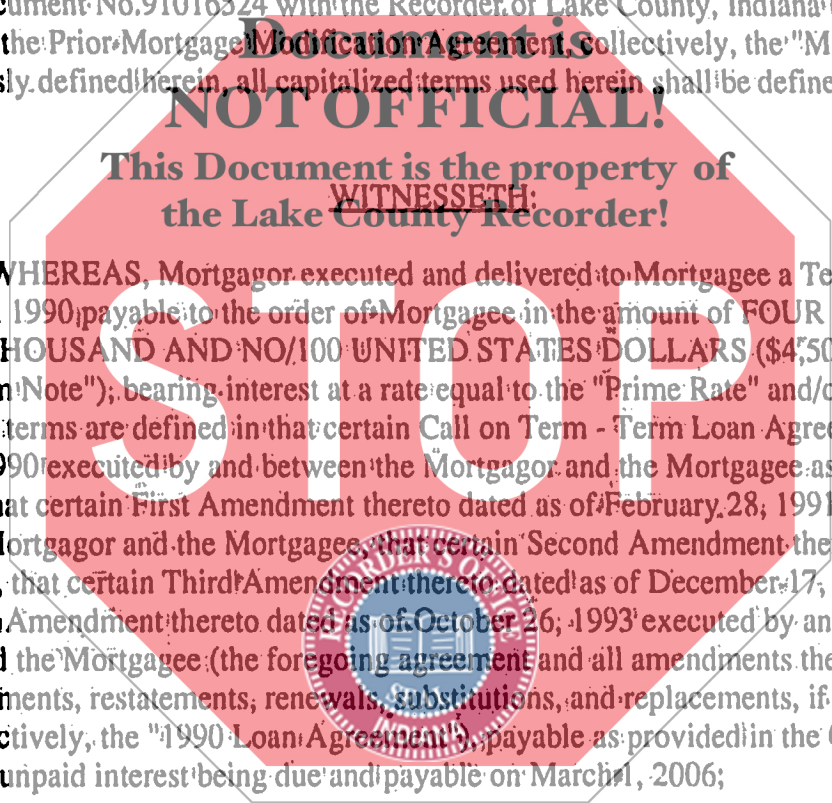 cument No.91016524 with the Recorder of Lake County, Indiana
the Prior Mortgage Modification Agreement, collectively, the "M
Document is
sly defined herein, all capitalized terms used herein shall be define
NOT OFFICIAL!
This Document is the property of
WITNESSETH:
the Lake County Recorder!
WHEREAS, Mortgagor executed and delivered to Mortgagee a Te
1990 payable to the order of Mortgagee in the amount of FOUR
HOUSAND AND NO/100 UNITED STATES DOLLARS ($4,50
STOP
n Note"), bearing interest at a rate equal to the "Prime Rate" and/o
terms are defined in that certain Call on Term - Term Loan Agree
990 executed by and between the Mortgagor and the Mortgagee as
at certain First Amendment thereto dated as of February 28, 1991
ortgagor and the Mortgagee, that certain Second Amendment the
, that certain Third Amendment thereto dated as of December 17,
Amendment thereto dated as of October 26, 1993 executed by an
d the Mortgagee (the foregoing agreement and all amendments the
ments, restatements, renewals, substitutions, and replacements, if
ctively, the "1990 Loan Agreement"), payable as provided in the
unpaid interest being due and payable on March 1, 2006;
RECORDER'S OFFICE
SEAL
INDIANA